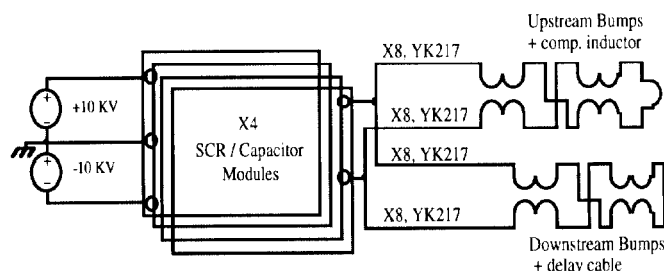 Upstream Bumps
+ comp. inductor
X8, YK217
+
+10 KV
−
X4
SCR / Capacitor
Modules
X8, YK217
X8, YK217
+
-10 KV
−
X8, YK217
Downstream Bumps
+ delay cable